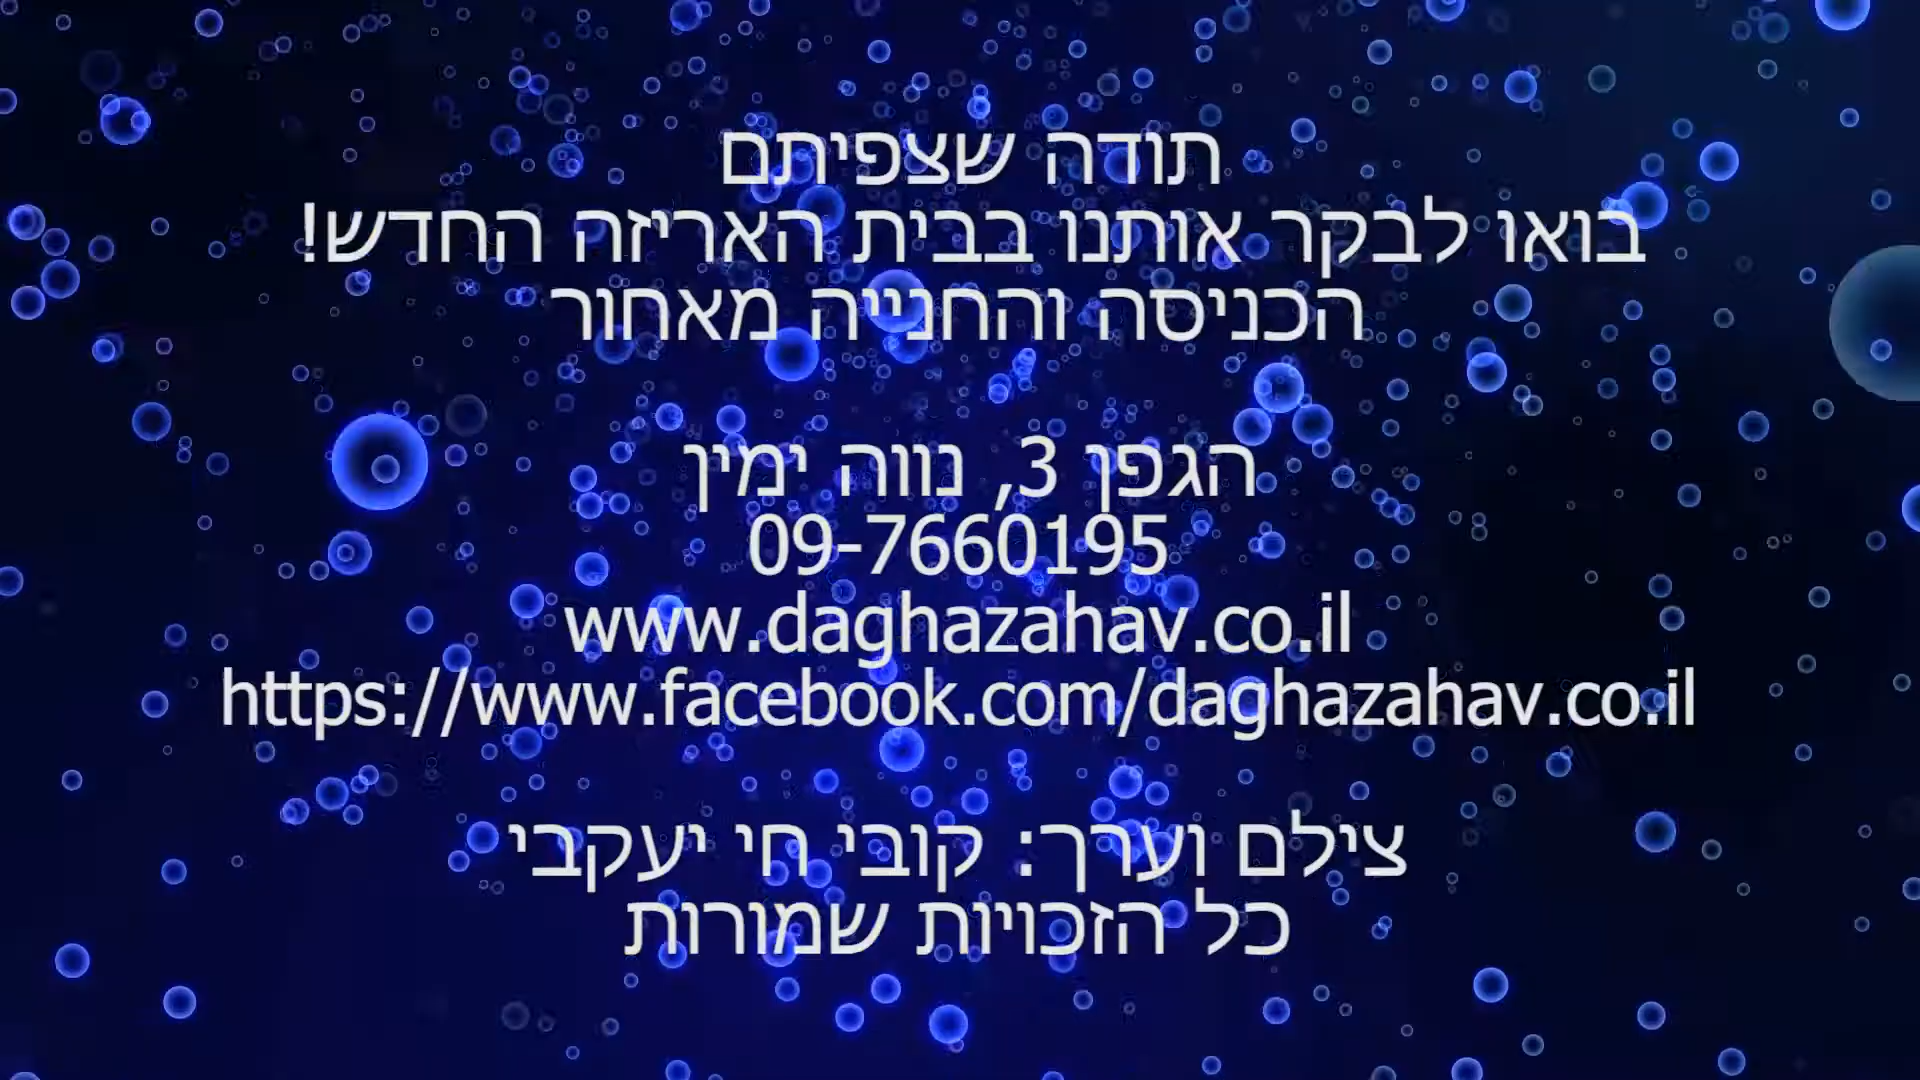 תודה שצפיתם
בואו לבקר אותנו בבית האריזה החדש!
הכניסה והחנייה מאחור
הגפן 3, נווה ימין
09-7660195
www.daghazahav.co.il
https://www.facebook.com/daghazahav.co.il
צילם וערך: קובי חי יעקבי
כל הזכויות שמורות